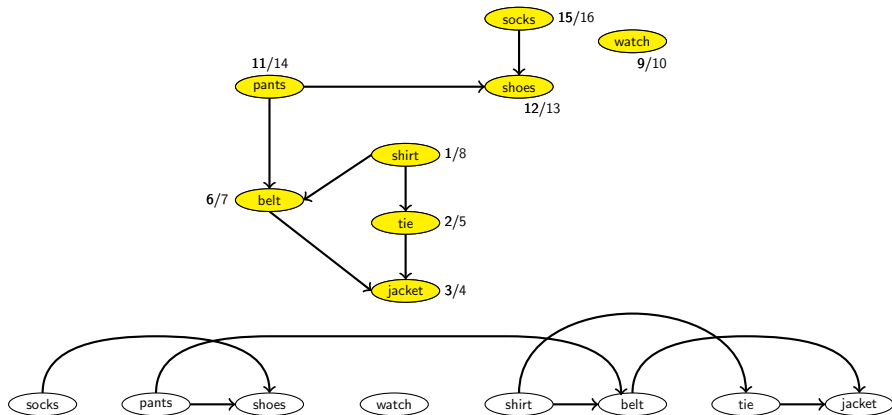 socks 15/16
watch
9/10
11/14
pants
shoes
12/13
shirt 1/8
6/7 belt
tie 2/5
jacket 3/4
socks pants shoes watch shirt belt tie jacket